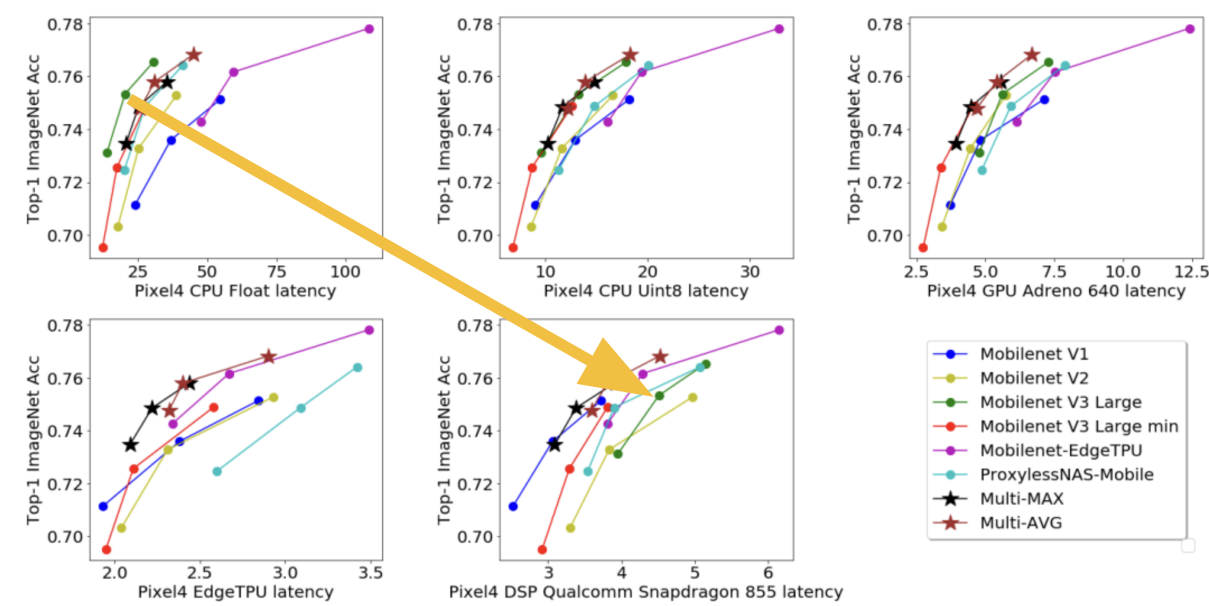 0.78
0.76
0.74
0.72
0.70
Top-1 ImageNet Acc
25 50 75 100
Pixel4 CPU Float latency
0.78
0.76
0.74
0.72
0.70
Top-1 ImageNet Acc
10 20 30
Pixel4 CPU Uint8 latency
0.78
0.76
0.74
0.72
0.70
Top-1 ImageNet Acc
2.5 5.0 7.5 10.0 12.5
Pixel4 GPU Adreno 640 latency
0.78
0.76
0.74
0.72
0.70
Top-1 ImageNet Acc
2.0 2.5 3.0 3.5
Pixel4 EdgeTPU latency
0.78
0.76
0.74
0.72
0.70
Top-1 ImageNet Acc
3 4 5 6
Pixel4 DSP Qualcomm Snapdragon 855 latency
Mobilenet V1
Mobilenet V2
Mobilenet V3 Large
Mobilenet V3 Large min
Mobilenet-EdgeTPU
ProxylessNAS-Mobile
Multi-MAX
Multi-AVG